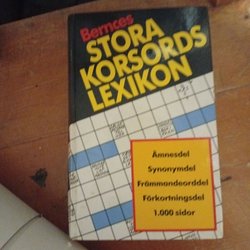 Bernces
STORA
KORSORDS
LEXIKON
Ämnesdel
Synonymdel
Främmandeorddel
Förkortningsdel
1.000 sidor